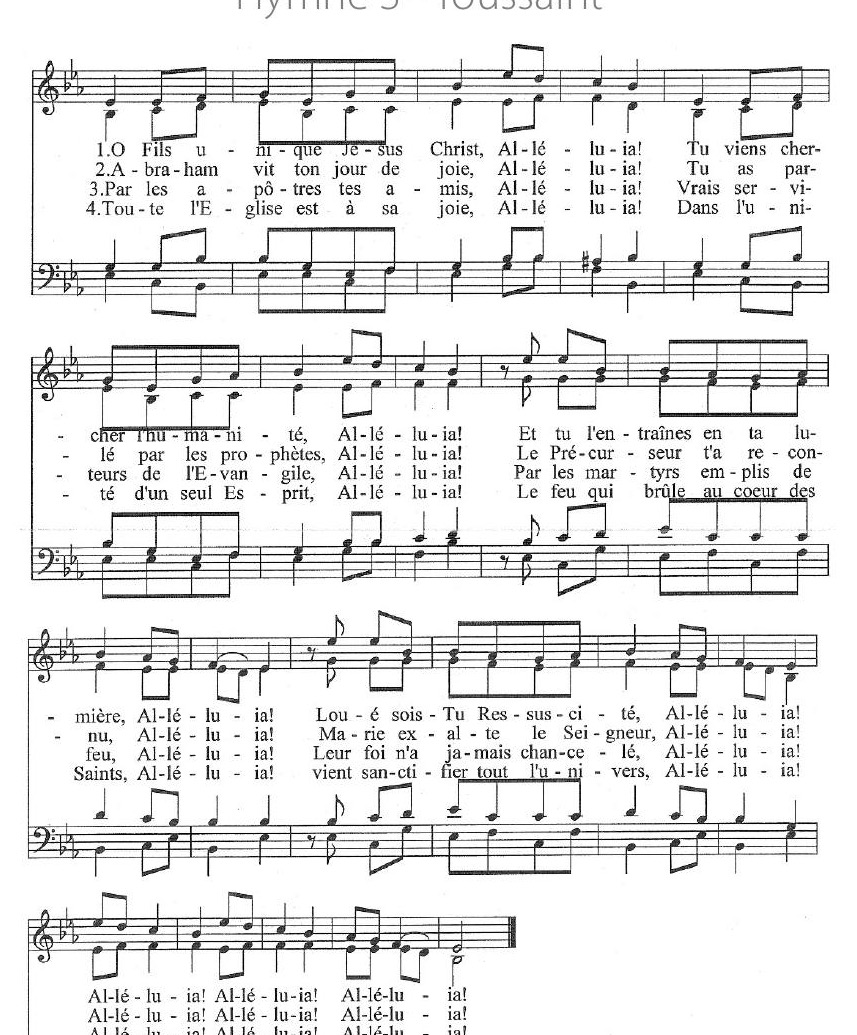 Hymne 3 - Toussaint
1.O Fils u - ni - que Je - sus Christ, Al - lé - lu - ia! Tu viens cher-
2.A - bra - ham vit ton jour de joie, Al - lé - lu - ia! Tu as par-
3.Par les a - pô - tres tes a - mis, Al - lé - lu - ia! Vrais ser - vi-
4.Tou - te l'E - glise est à sa joie, Al - lé - lu - ia! Dans l'u - ni-
- cher l'hu - ma - ni - té, Al - lé - lu - ia! Et tu l'en - traînes en ta lu-
- lé par les pro - phètes, Al - lé - lu - ia! Le Pré - cur - seur t'a re - con-
- teurs de l'E - van - gile, Al - lé - lu - ia! Par les mar - tyrs em - plis de
- té d'un seul Es - prit, Al - lé - lu - ia! Le feu qui brûle au coeur des
- mière, Al - lé - lu - ia! Lou - é sois - Tu Res - sus - ci - té, Al - lé - lu - ia!
- nu, Al - lé - lu - ia! Ma - rie ex - al - te le Sei - gneur, Al - lé - lu - ia!
feu, Al - lé - lu - ia! Leur foi n'a ja - mais chan - ce - lé, Al - lé - lu - ia!
Saints, Al - lé - lu - ia! vient san - cti - fier tout l'u - ni - vers, Al - lé - lu - ia!
Al - lé - lu - ia! Al - lé - lu - ia! Al - lé - lu - ia!
Al - lé - lu - ia! Al - lé - lu - ia! Al - lé - lu - ia!
Al - lé - lu - ia! Al - lé - lu - ia! Al - lé - lu - ia!